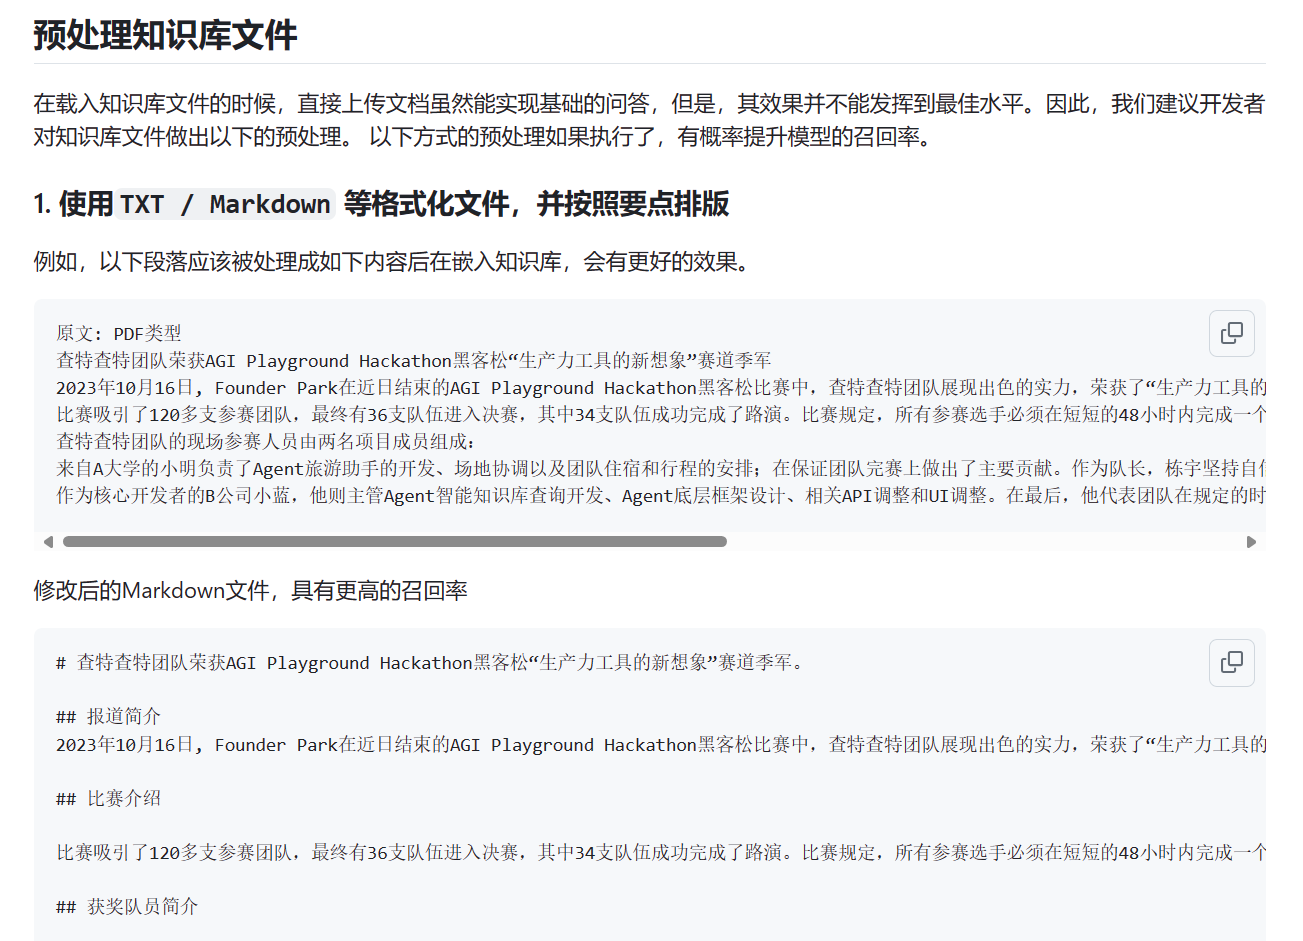 预处理知识库文件
在载入知识库文件的时候，直接上传文档虽然能实现基础的问答，但是，其效果并不能发挥到最佳水平。因此，我们建议开发者
对知识库文件做出以下的预处理。 以下方式的预处理如果执行了，有概率提升模型的召回率。
1. 使用 TXT / Markdown 等格式化文件，并按照要点排版
例如，以下段落应该被处理成如下内容后在嵌入知识库，会有更好的效果。
原文: PDF类型
查特查特团队荣获AGI Playground Hackathon黑客松“生产力工具的新想象”赛道季军
2023年10月16日, Founder Park在近日结束的AGI Playground Hackathon黑客松比赛中，查特查特团队展现出色的实力，荣获了“生产力工具的
比赛吸引了120多支参赛团队，最终有36支队伍进入决赛，其中34支队伍成功完成了路演。比赛规定，所有参赛选手必须在短短的48小时内完成一个
查特查特团队的现场参赛人员由两名项目成员组成:
来自A大学的小明负责了Agent旅游助手的开发、场地协调以及团队住宿和行程的安排；在保证团队完赛上做出了主要贡献。作为队长，栋宇坚持自
作为核心开发者的B公司小蓝，他则主管Agent智能知识库查询开发、Agent底层框架设计、相关API调整和UI调整。在最后，他代表团队在规定的时
修改后的Markdown文件，具有更高的召回率
# 查特查特团队荣获AGI Playground Hackathon黑客松“生产力工具的新想象”赛道季军。
## 报道简介
2023年10月16日, Founder Park在近日结束的AGI Playground Hackathon黑客松比赛中，查特查特团队展现出色的实力，荣获了“生产力工具的
## 比赛介绍
比赛吸引了120多支参赛团队，最终有36支队伍进入决赛，其中34支队伍成功完成了路演。比赛规定，所有参赛选手必须在短短的48小时内完成一个
## 获奖队员简介